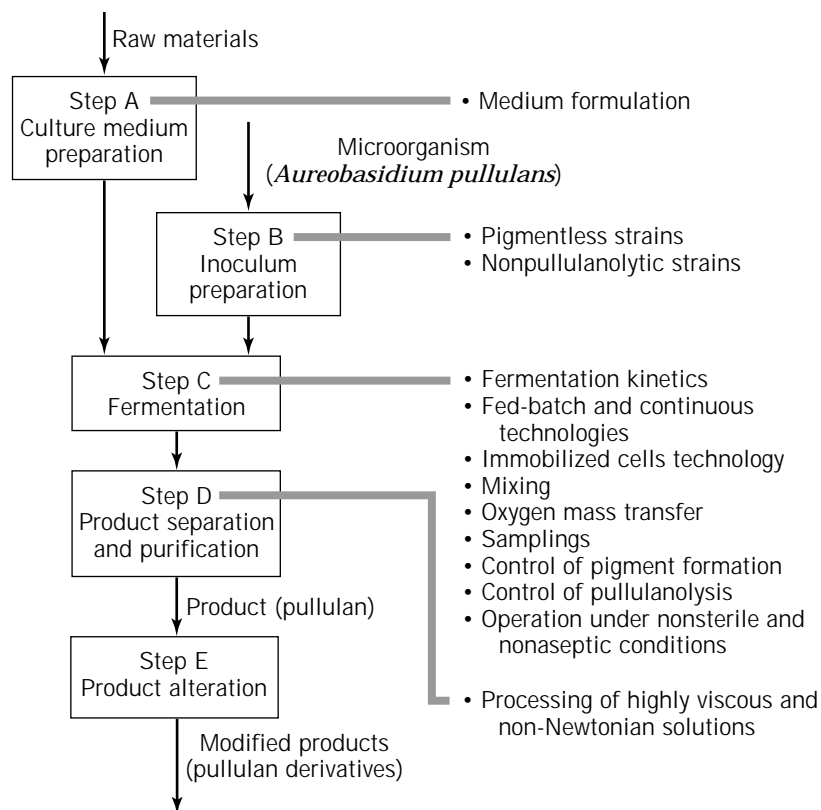 Raw materials
Step A
Culture medium
preparation
• Medium formulation
Microorganism
(Aureobasidium pullulans)
Step B
Inoculum
preparation
• Pigmentless strains
• Nonpullulanolytic strains
Step C
Fermentation
• Fermentation kinetics
• Fed-batch and continuous
technologies
• Immobilized cells technology
• Mixing
• Oxygen mass transfer
• Samplings
• Control of pigment formation
• Control of pullulanolysis
• Operation under nonsterile and
nonaseptic conditions
Step D
Product separation
and purification
• Processing of highly viscous and
non-Newtonian solutions
Product (pullulan)
Step E
Product alteration
Modified products
(pullulan derivatives)